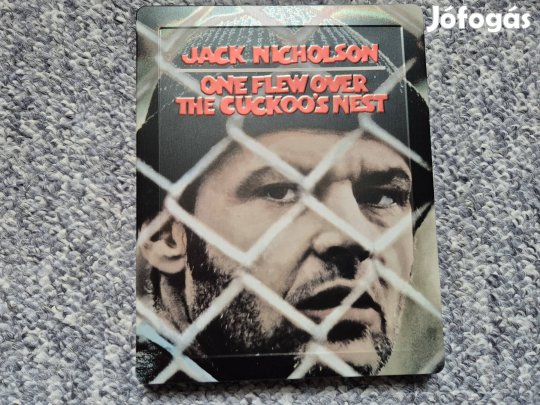 Jófogás
JACK NICHOLSON
ONE FLEW OVER
THE CUCKOO'S NEST